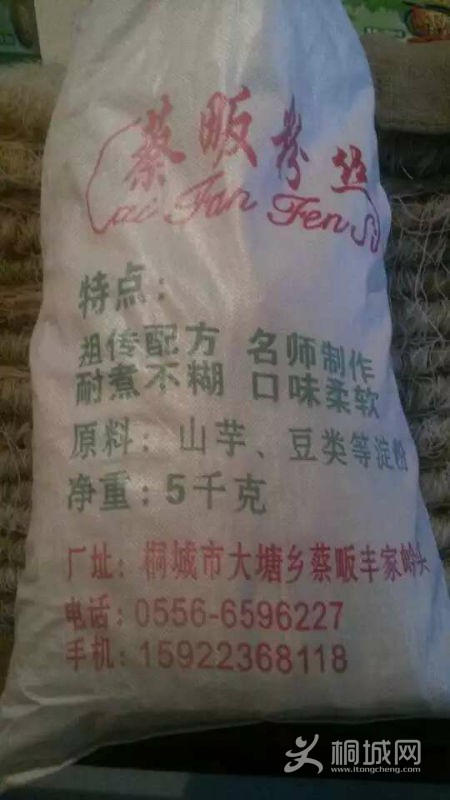 蔡畈粉丝
Cai Fan Fen Si
特点：
祖传配方 名师制作
耐煮不糊 口味柔软
原料：山芋、豆类等淀粉
净重：5千克
厂址：桐城市大塘乡蔡畈丰家岭头
电话：0556-6596227
手机：15922368118
桐城网
www.itongcheng.com